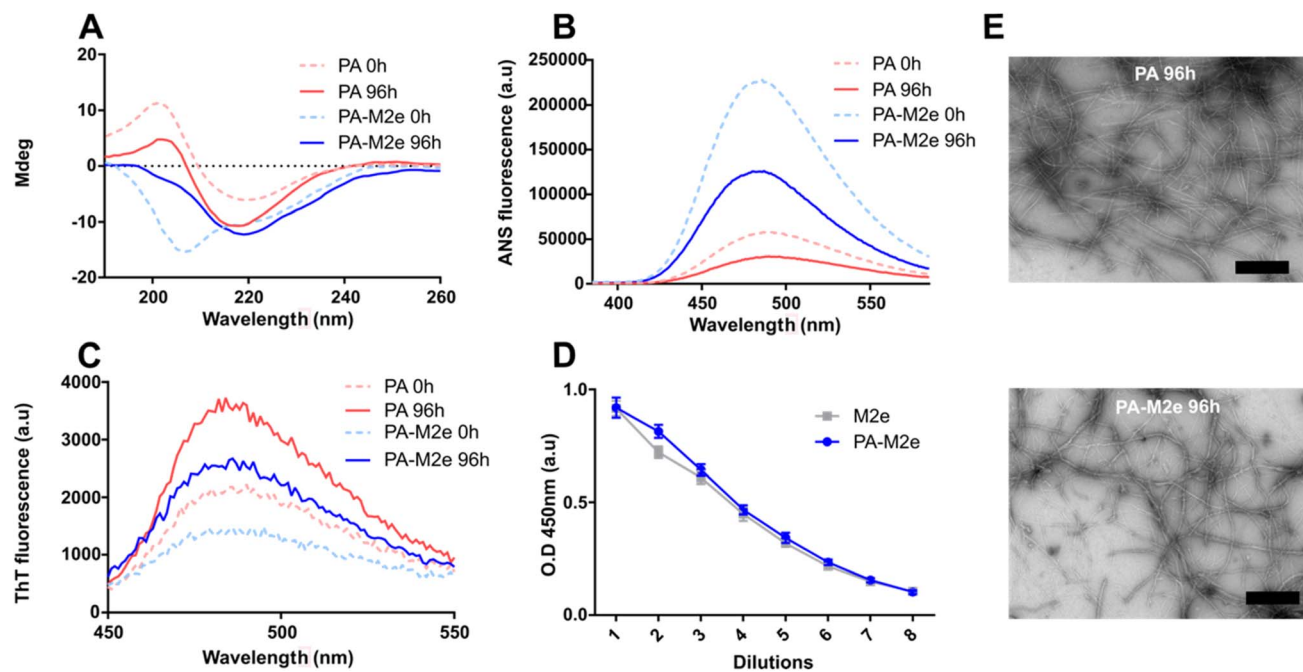 A
Mdeg
20
10
0
-10
-20
200
220
240
260
Wavelength (nm)
PA 0h
PA 96h
PA-M2e 0h
PA-M2e 96h
B
ANS fluorescence (a.u)
250000
200000
150000
100000
50000
0
400
450
500
550
Wavelength (nm)
PA 0h
PA 96h
PA-M2e 0h
PA-M2e 96h
E
PA 96h
C
ThT fluorescence (a.u)
4000
3000
2000
1000
0
450
500
550
Wavelength (nm)
PA 0h
PA 96h
PA-M2e 0h
PA-M2e 96h
D
O.D 450nm (a.u)
1.0
0.5
0.0
1
2
3
4
5
6
7
8
Dilutions
M2e
PA-M2e
PA-M2e 96h